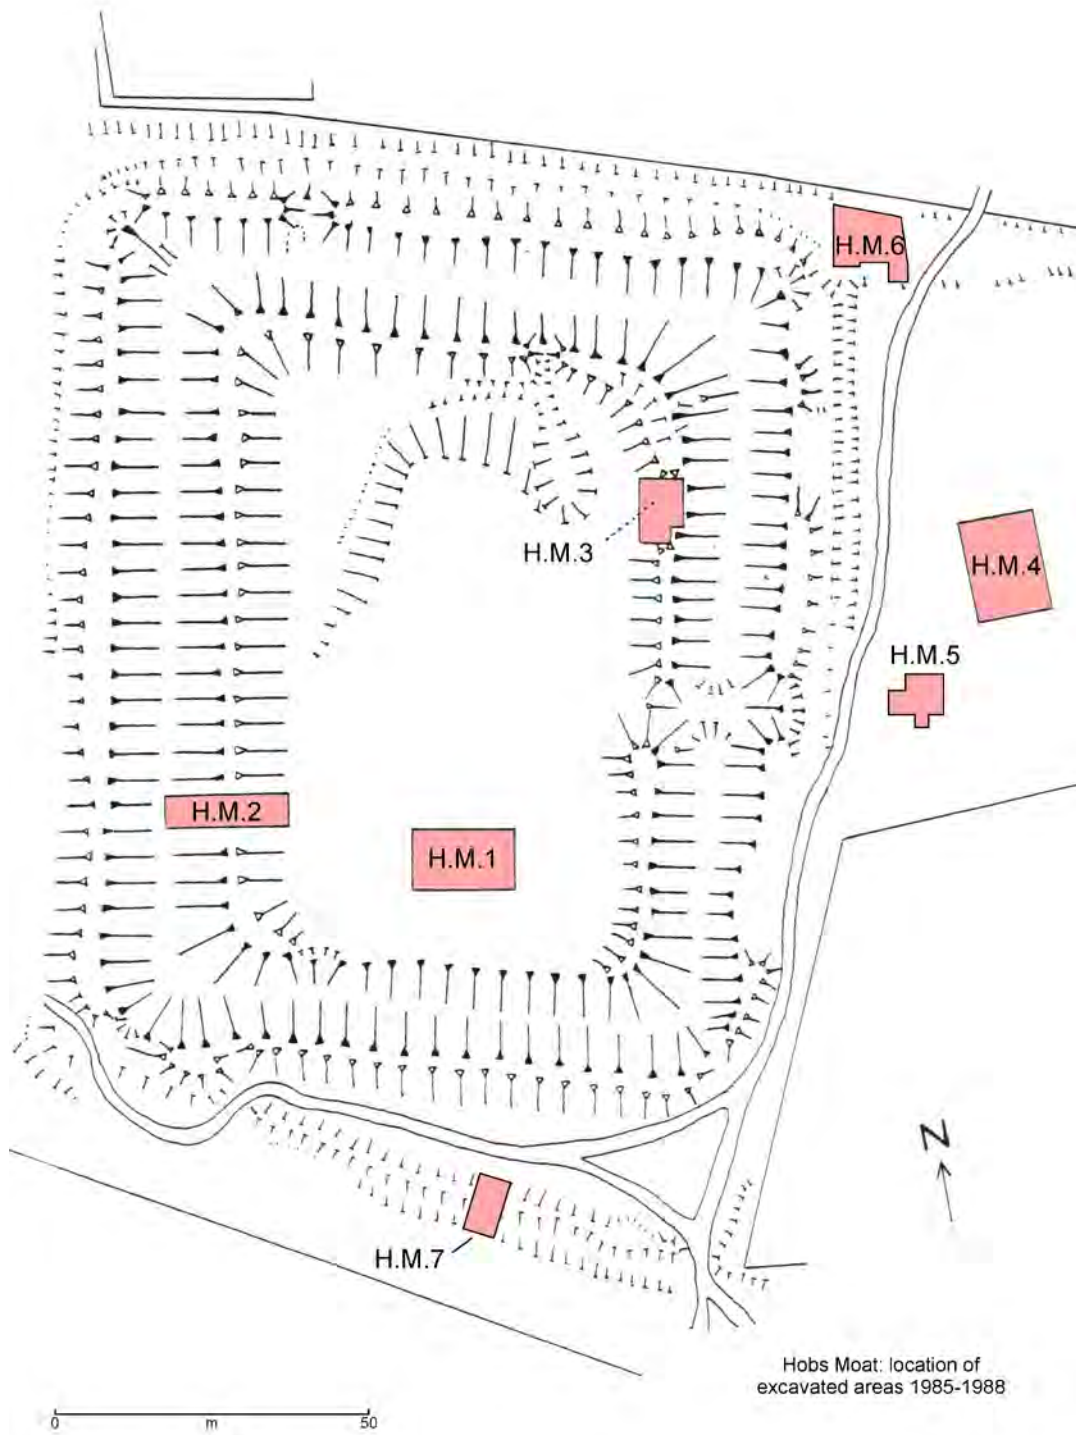 H.M.6
H.M.3
H.M.4
H.M.5
H.M.2
H.M.1
N
H.M.7
Hobs Moat: location of
excavated areas 1985-1988
0 m 50